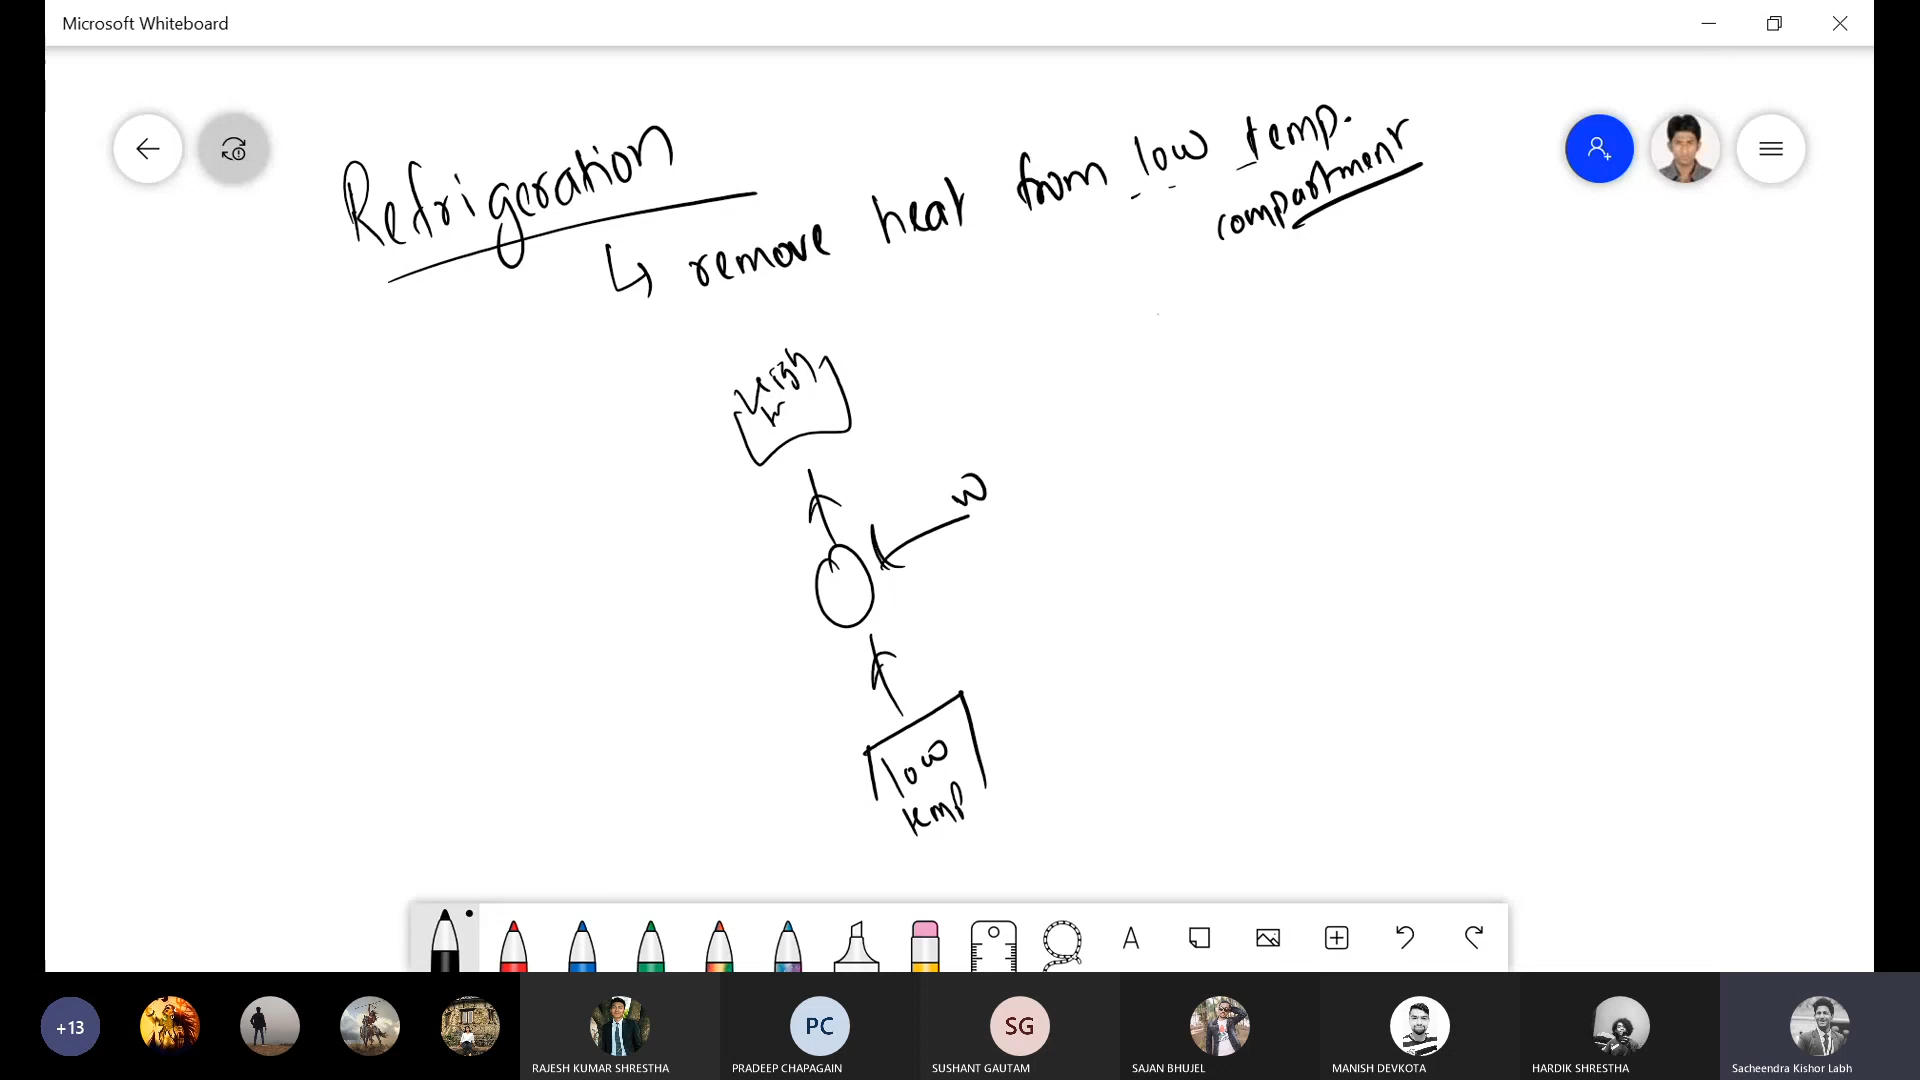 Microsoft Whiteboard
Refrigeration
↳ remove heat from low temp.
compartment
High
W
low
temp
A
+13
PC
SG
RAJESH KUMAR SHRESTHA
PRADEEP CHAPAGAIN
SUSHANT GAUTAM
SAJAN BHUJEL
MANISH DEVKOTA
HARDIK SHRESTHA
Sacheendra Kishor Labh